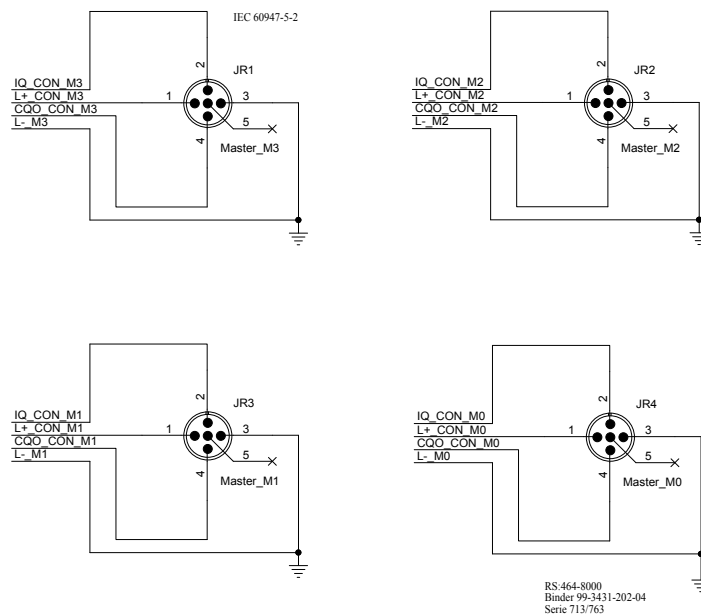 IEC 60947-5-2
2
JR1
IQ_CON_M3
L+_CON_M3
1
3
CQO_CON_M3
L-_M3
5
4
Master_M3
2
JR2
IQ_CON_M2
L+_CON_M2
1
3
CQO_CON_M2
L-_M2
5
4
Master_M2
2
JR3
IQ_CON_M1
L+_CON_M1
1
3
CQO_CON_M1
L-_M1
5
4
Master_M1
2
JR4
IQ_CON_M0
L+_CON_M0
1
3
CQO_CON_M0
L-_M0
5
4
Master_M0
RS:464-8000
Binder 99-3431-202-04
Serie 713/763